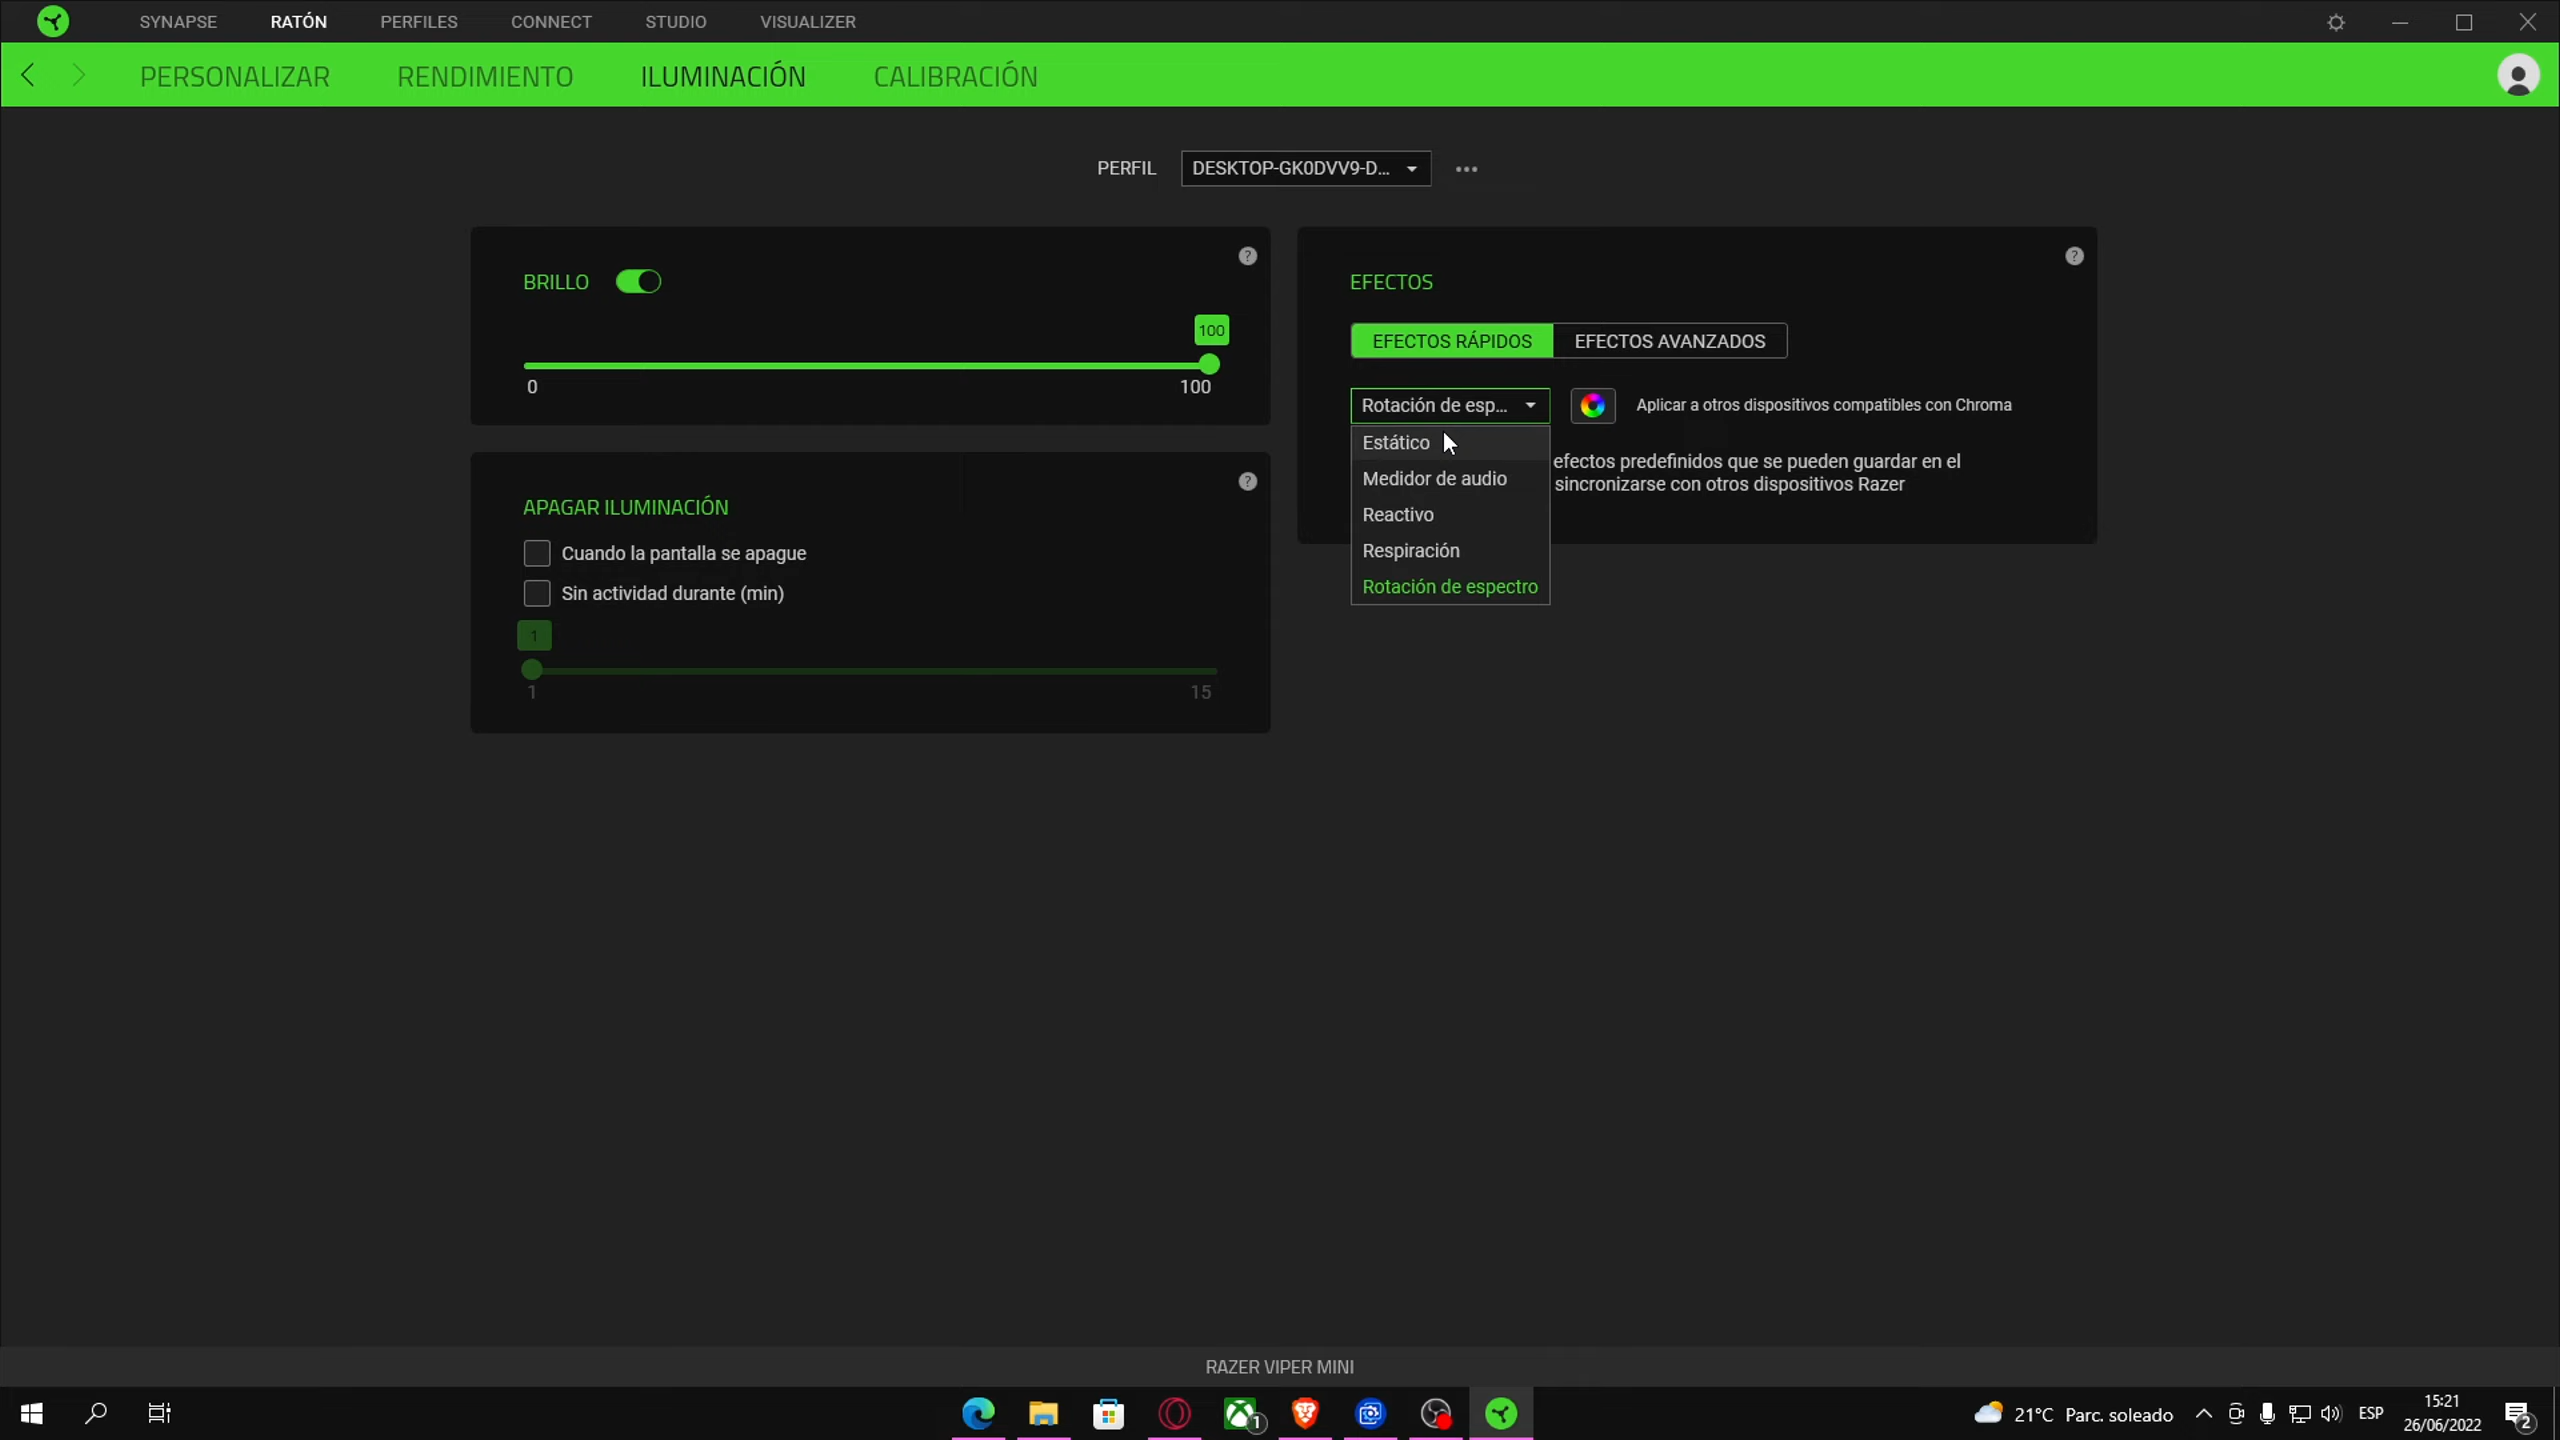 SYNAPSE RATÓN PERFILES CONNECT STUDIO VISUALIZER
PERSONALIZAR RENDIMIENTO ILUMINACIÓN CALIBRACIÓN
PERFIL DESKTOP-GK0DVV9-D... •••
BRILLO
?
100
0 100
APAGAR ILUMINACIÓN
?
Cuando la pantalla se apague
Sin actividad durante (min)
1
1 15
EFECTOS
?
EFECTOS RÁPIDOS EFECTOS AVANZADOS
Rotación de esp... Aplicar a otros dispositivos compatibles con Chroma
Estático
efectos predefinidos que se pueden guardar en el
Medidor de audio
sincronizarse con otros dispositivos Razer
Reactivo
Respiración
Rotación de espectro
RAZER VIPER MINI
1
21°C Parc. soleado ESP
15:21
26/06/2022
2